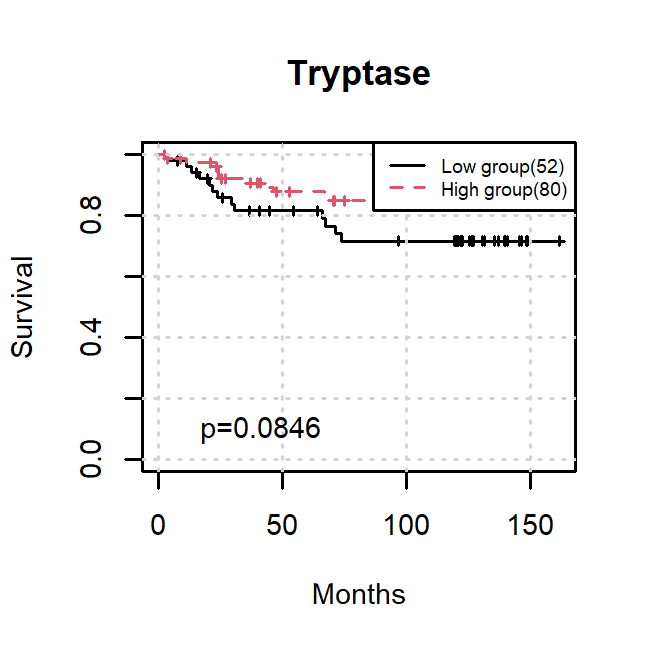 Tryptase
Low group(52)
High group(80)
Survival
0.8
0.4
0.0
p=0.0846
0 50 100 150
Months